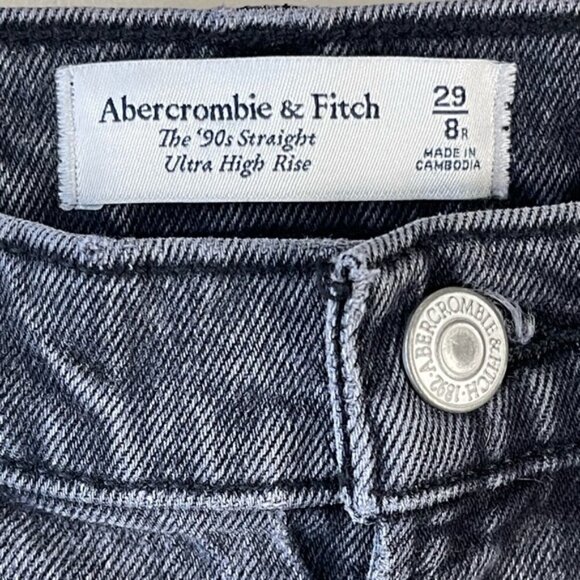 Abercrombie & Fitch
The '90s Straight
Ultra High Rise
29
8R
MADE IN
CAMBODIA
ABERCROMBIE & FITCH · 1892 ·